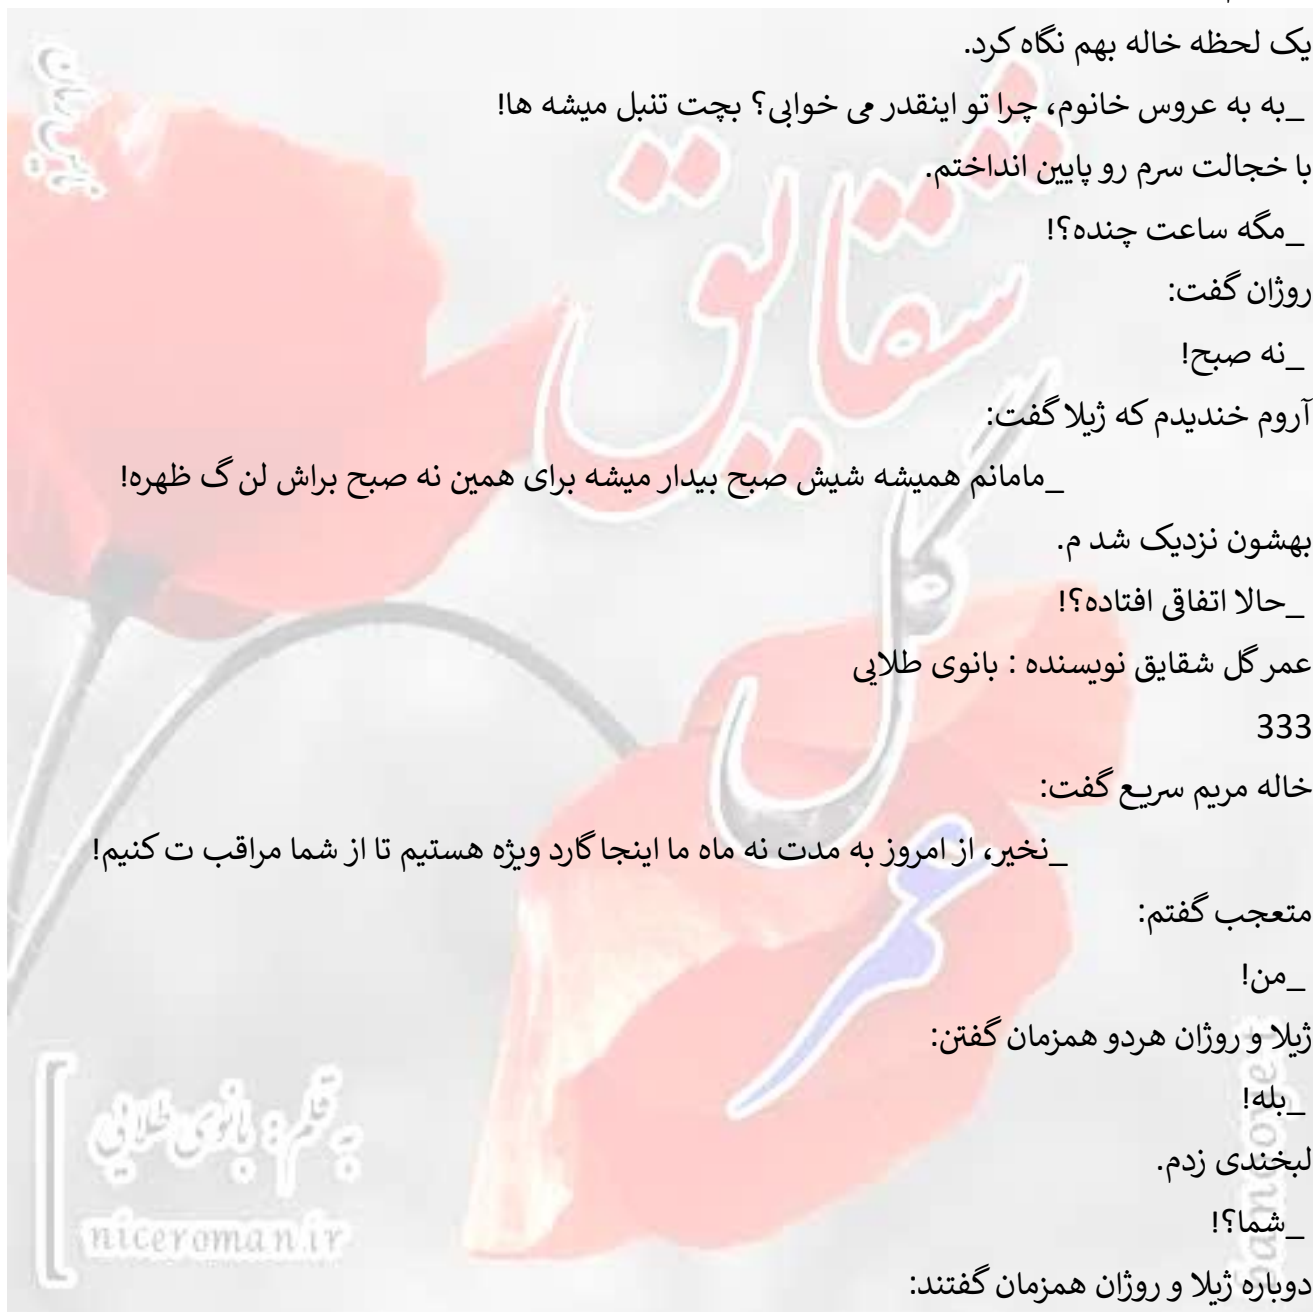 یک لحظه خاله بهم نگاه کرد.
_به به عروس خانوم، چرا تو اینقدر می خوابی؟ بچت تنبل میشه ها!
با خجالت سرم رو پایین انداختم.
_مگه ساعت چنده؟!
روژان گفت:
_نه صبح!
آروم خندیدم که ژیلا گفت:
_مامانم همیشه شیش صبح بیدار میشه برای همین نه صبح براش لن گ ظهره!
بهشون نزدیک شد م.
_حالا اتفاقی افتاده؟!
عمر گل شقایق نویسنده : بانوی طلایی
333
خاله مریم سریع گفت:
_نخیر، از امروز به مدت نه ماه ما اینجا گارد ویژه هستیم تا از شما مراقب ت کنیم!
متعجب گفتم:
_من!
ژیلا و روژان هردو همزمان گفتن:
_بله!
لبخندی زدم.
_شما؟!
دوباره ژیلا و روژان همزمان گفتند:
شقایق
گل
عمر
به قلم : بانوی طلایی
niceroman.ir